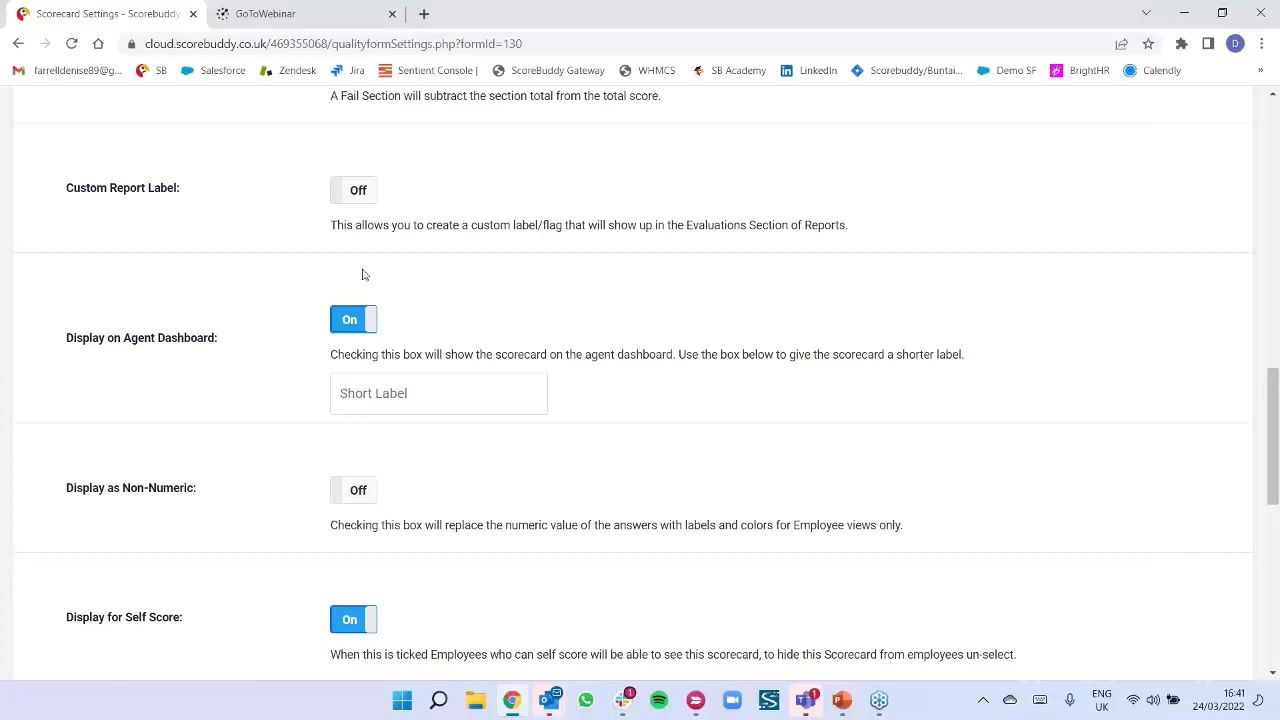 Scorecard Settings - Scorebuddy
GoToWebinar
cloud.scorebuddy.co.uk/469355068/qualityformSettings.php?formid=130
D
farrelldenise99@g...
SB
Salesforce
Zendesk
Jira
Sentient Console |
ScoreBuddy Gateway
WHMCS
SB Academy
LinkedIn
Scorebuddy/Buntai...
Demo SF
BrightHR
Calendly
»
A Fail Section will subtract the section total from the total score.
Custom Report Label:
Off
This allows you to create a custom label/flag that will show up in the Evaluations Section of Reports.
On
Display on Agent Dashboard:
Checking this box will show the scorecard on the agent dashboard. Use the box below to give the scorecard a shorter label.
Short Label
Display as Non-Numeric:
Off
Checking this box will replace the numeric value of the answers with labels and colors for Employee views only.
Display for Self Score:
On
When this is ticked Employees who can self score will be able to see this scorecard, to hide this Scorecard from employees un-select.
1
1
ENG
UK
16:41
24/03/2022